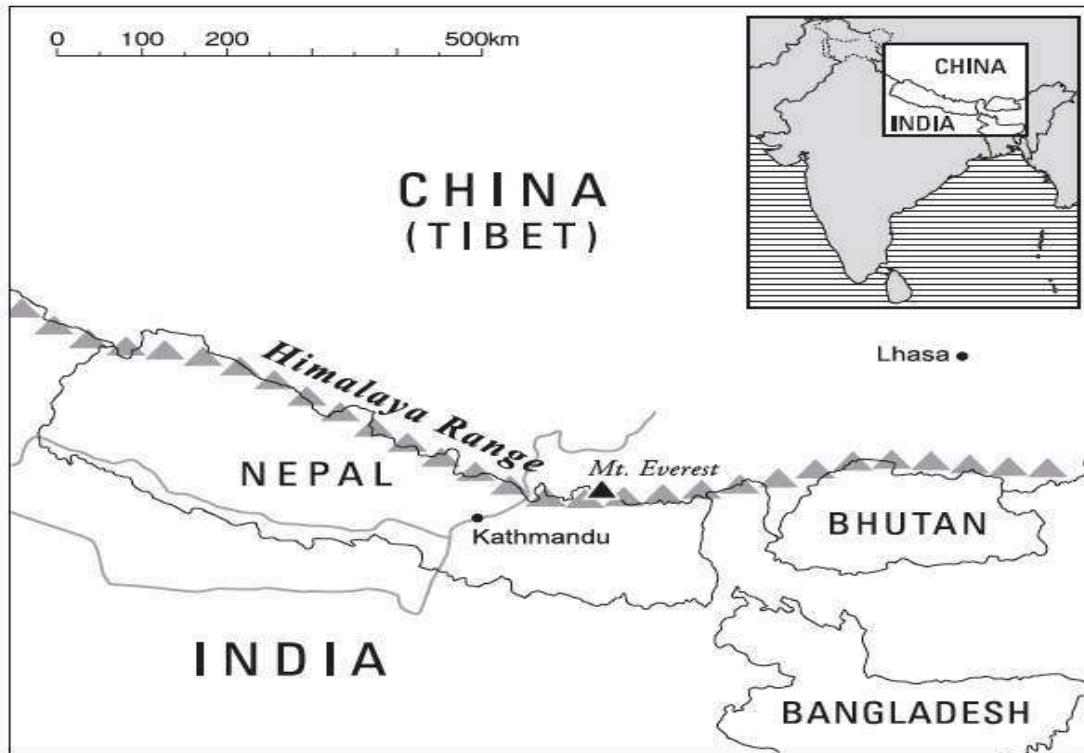 0 100 200 500km
CHINA
INDIA
CHINA
(TIBET)
Lhasa
Himalaya Range
Mt. Everest
NEPAL
Kathmandu
BHUTAN
INDIA
BANGLADESH